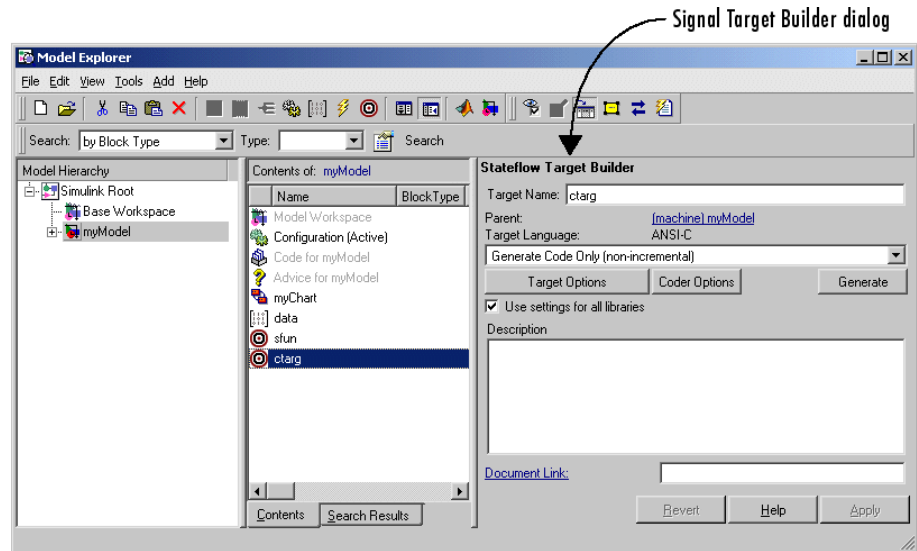 Signal Target Builder dialog
Model Explorer
File Edit View Tools Add Help
Search: by Block Type Type: Search
Model Hierarchy
Simulink Root
Base Workspace
myModel
Contents of: myModel
Name BlockType
Model Workspace
Configuration (Active)
Code for myModel
Advice for myModel
myChart
data
sfun
ctarg
Contents Search Results
Stateflow Target Builder
Target Name: ctarg
Parent: (machine) myModel
Target Language: ANSI-C
Generate Code Only (non-incremental)
Target Options Coder Options Generate
Use settings for all libraries
Description
Document Link:
Revert Help Apply